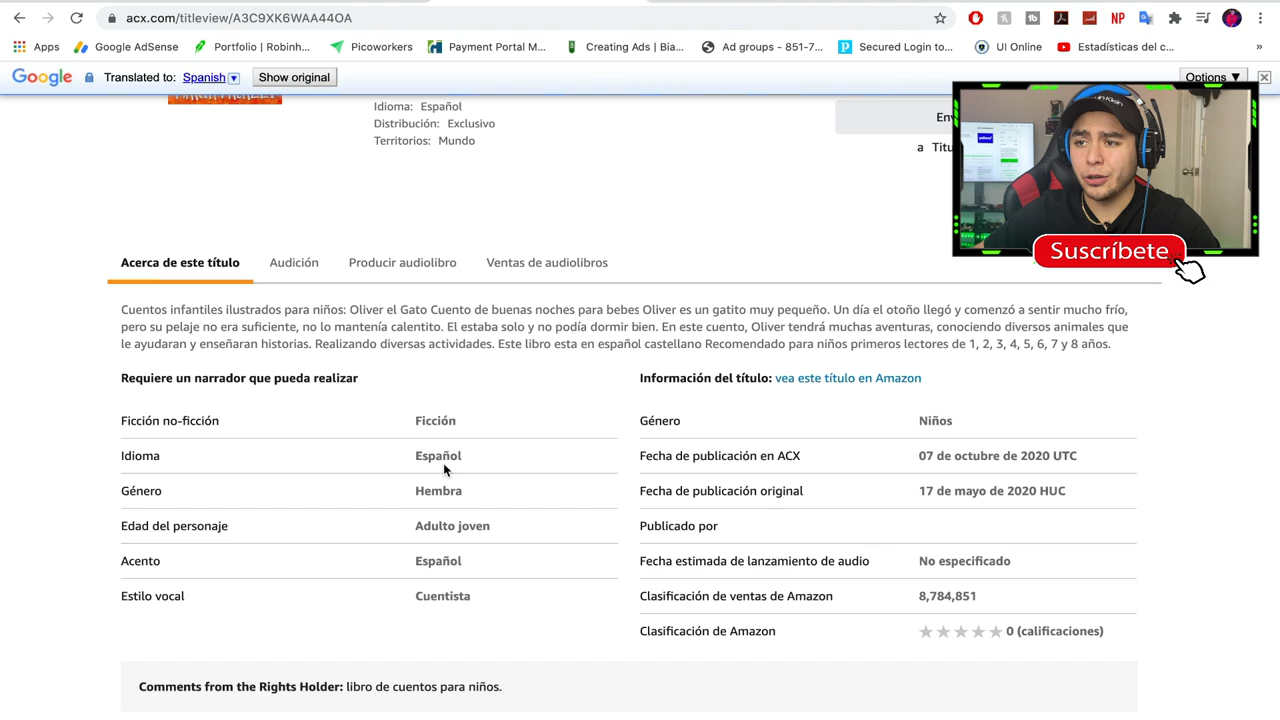 acx.com/titleview/A3C9XK6WAA44OA
Apps
Google AdSense
Portfolio | Robinh...
Picoworkers
Payment Portal M...
Creating Ads | Bia...
Ad groups - 851-7...
Secured Login to...
UI Online
Estadísticas del c...
»
Google
Translated to: Spanish
Show original
Options ▼
Idioma: Español
Distribución: Exclusivo
Territorios: Mundo
a
Suscríbete
Acerca de este título
Audición
Producir audiolibro
Ventas de audiolibros
Cuentos infantiles ilustrados para niños: Oliver el Gato Cuento de buenas noches para bebes Oliver es un gatito muy pequeño. Un día el otoño llegó y comenzó a sentir mucho frío,
pero su pelaje no era suficiente, no lo mantenía calentito. El estaba solo y no podía dormir bien. En este cuento, Oliver tendrá muchas aventuras, conociendo diversos animales que
le ayudaran y enseñaran historias. Realizando diversas actividades. Este libro esta en español castellano Recomendado para niños primeros lectores de 1, 2, 3, 4, 5, 6, 7 y 8 años.
Requiere un narrador que pueda realizar
Ficción no-ficción Ficción
Idioma Español
Género Hembra
Edad del personaje Adulto joven
Acento Español
Estilo vocal Cuentista
Información del título: vea este título en Amazon
Género Niños
Fecha de publicación en ACX 07 de octubre de 2020 UTC
Fecha de publicación original 17 de mayo de 2020 HUC
Publicado por
Fecha estimada de lanzamiento de audio No especificado
Clasificación de ventas de Amazon 8,784,851
Clasificación de Amazon 0 (calificaciones)
Comments from the Rights Holder: libro de cuentos para niños.